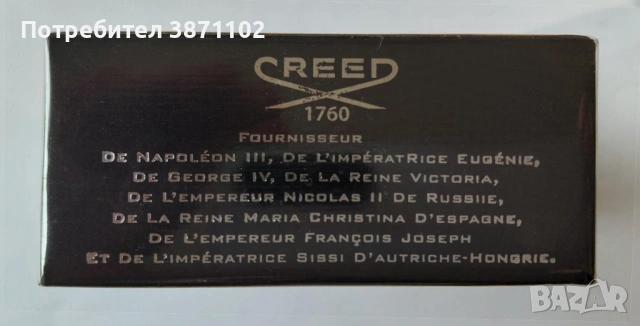 Потребител 3871102
CREED
1760
FOURNISSEUR
DE NAPOLÉON III, DE L'IMPÉRATRICE EUGÉNIE,
DE GEORGE IV, DE LA REINE VICTORIA,
DE L'EMPEREUR NICOLAS II DE RUSSIIE,
DE LA REINE MARIA CHRISTINA D'ESPAGNE,
DE L'EMPEREUR FRANÇOIS JOSEPH
ET DE L'IMPÉRATRICE SISSI D'AUTRICHE-HONGRIE.
BAZAR